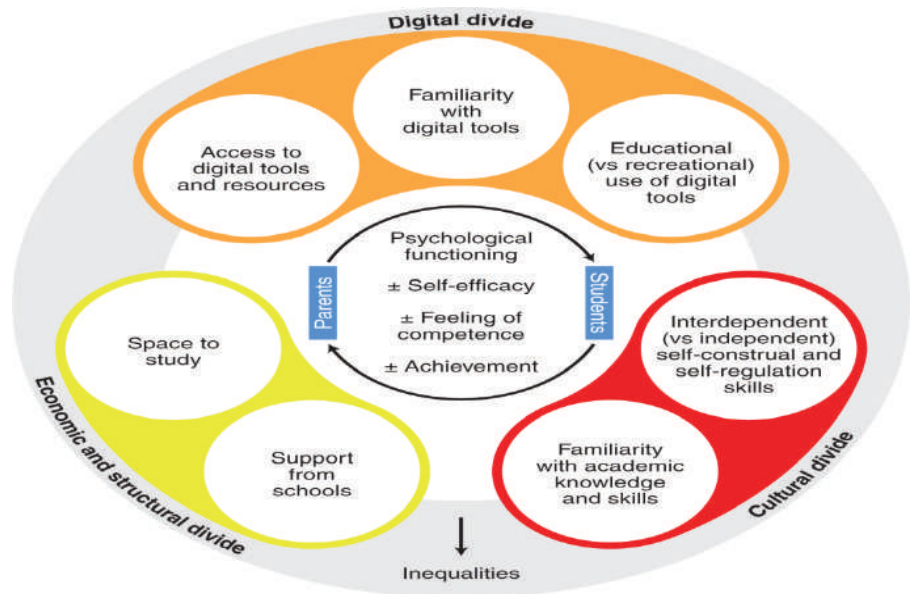 Digital divide
Familiarity
with
digital tools
Access to
digital tools
and resources
Educational
(vs recreational)
use of digital
tools
Psychological
functioning
± Self-efficacy
± Feeling of
competence
± Achievement
Parents
Students
Space to
study
Support
from
schools
Economic and structural divide
Interdependent
(vs independent)
self-construal and
self-regulation
skills
Familiarity
with academic
knowledge
and skills
Cultural divide
Inequalities